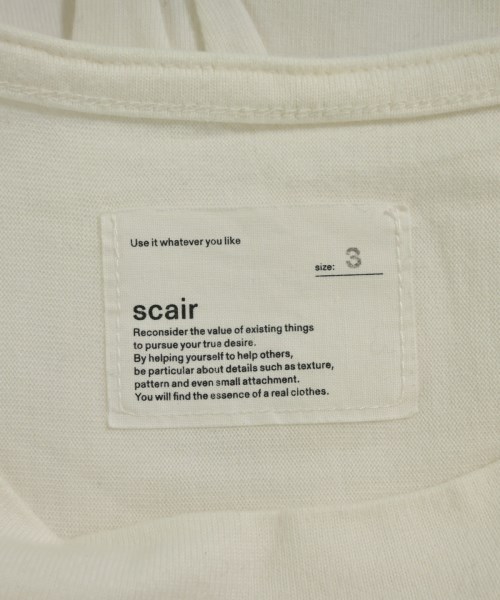 Use it whatever you like
size: 3
scair
Reconsider the value of existing things
to pursue your true desire.
By helping yourself to help others,
be particular about details such as texture,
pattern and even small attachment.
You will find the essence of a real clothes.